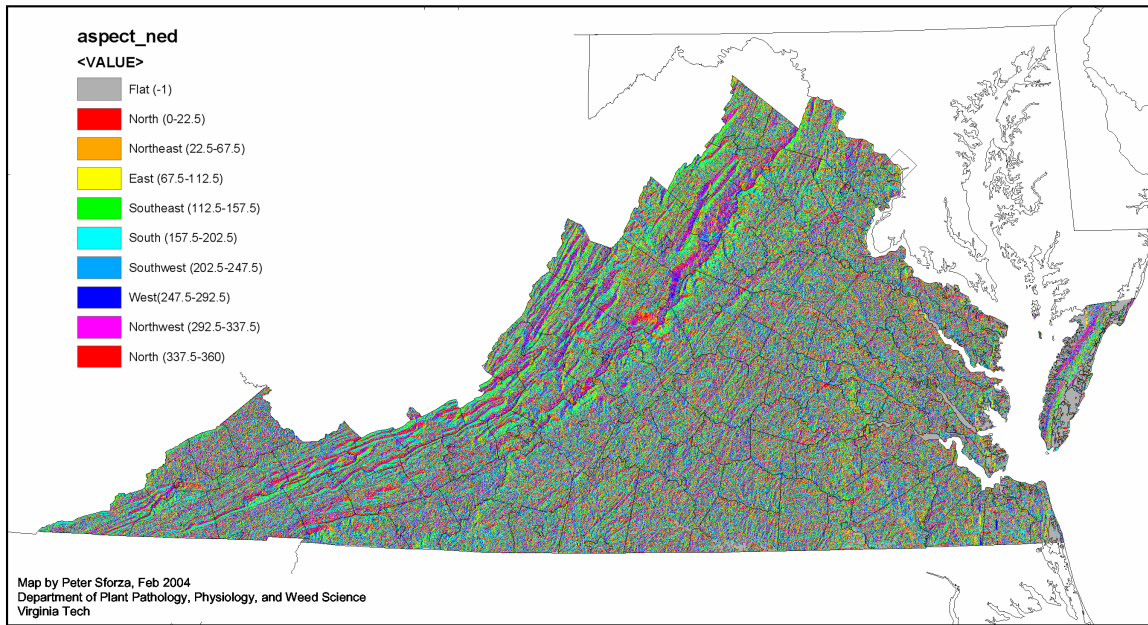 aspect_ned
<VALUE>
Flat (-1)
North (0-22.5)
Northeast (22.5-67.5)
East (67.5-112.5)
Southeast (112.5-157.5)
South (157.5-202.5)
Southwest (202.5-247.5)
West(247.5-292.5)
Northwest (292.5-337.5)
North (337.5-360)
Map by Peter Sforza, Feb 2004
Department of Plant Pathology, Physiology, and Weed Science
Virginia Tech